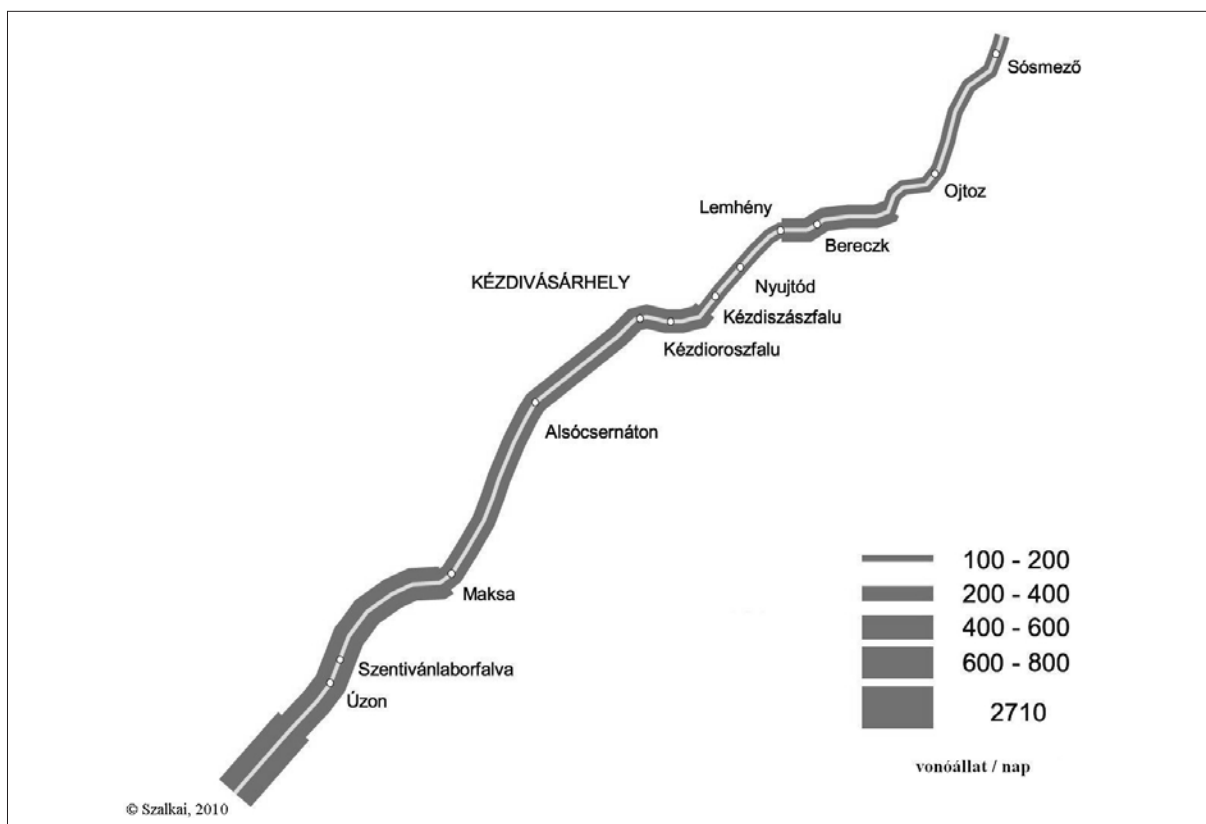 Sósmező
Ojtoz
Lemhény
Bereczk
Nyujtód
KÉZDIVÁSÁRHELY
Kézdiszászfalu
Kézdioroszfalu
Alsócsernáton
Maksa
Szentivánlaborfalva
Úzon
100 - 200
200 - 400
400 - 600
600 - 800
2710
vonóállat / nap
© Szalkai, 2010